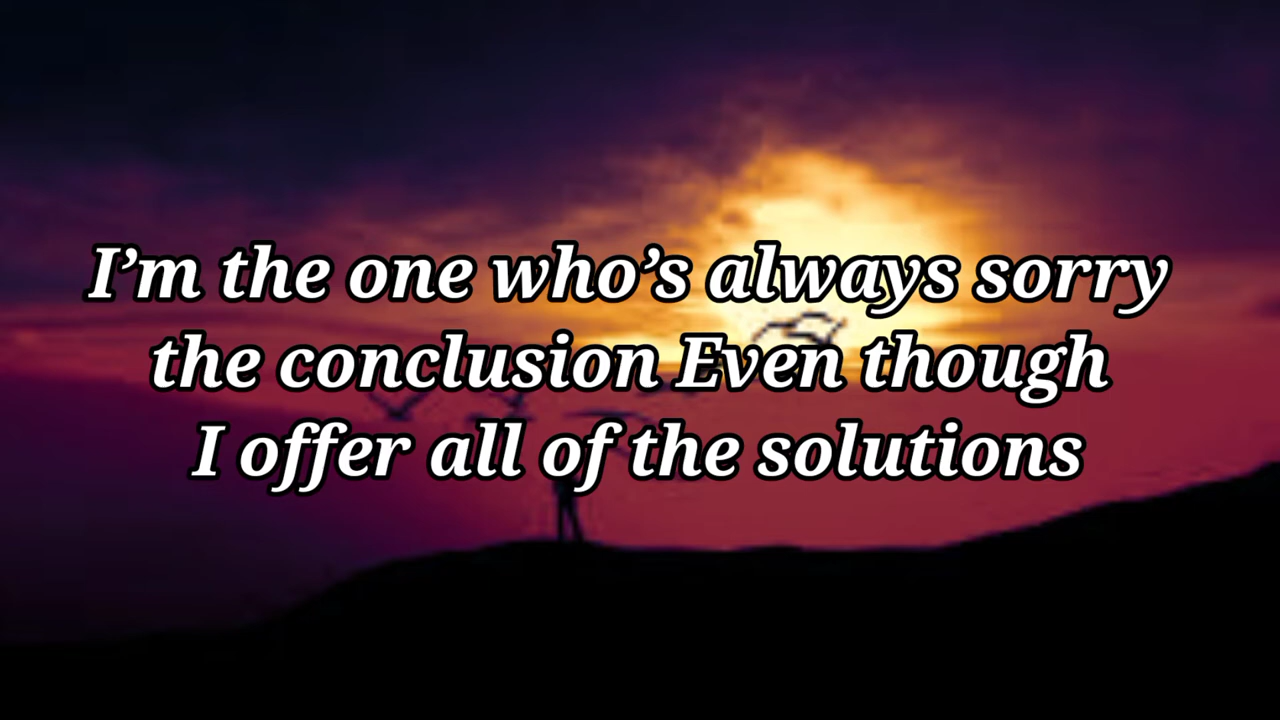 I’m the one who’s always sorry
the conclusion Even though
I offer all of the solutions